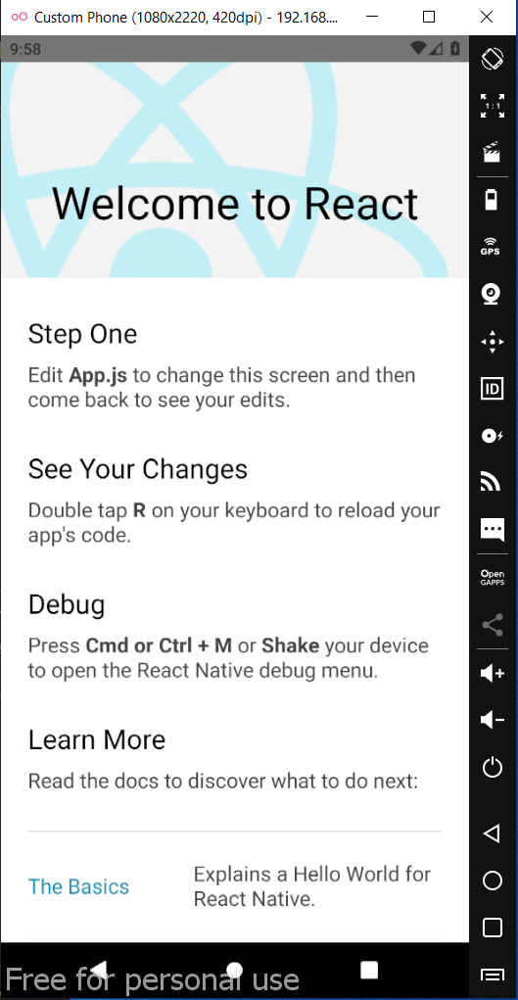 Custom Phone (1080x2220, 420dpi) - 192.168....
9:58
1:1
Welcome to React
GPS
Step One
Edit App.js to change this screen and then
come back to see your edits.
ID
See Your Changes
Double tap R on your keyboard to reload your
app's code.
Open
GAPPS
Debug
Press Cmd or Ctrl + M or Shake your device
to open the React Native debug menu.
Learn More
Read the docs to discover what to do next:
The Basics
Explains a Hello World for
React Native.
Free for personal use